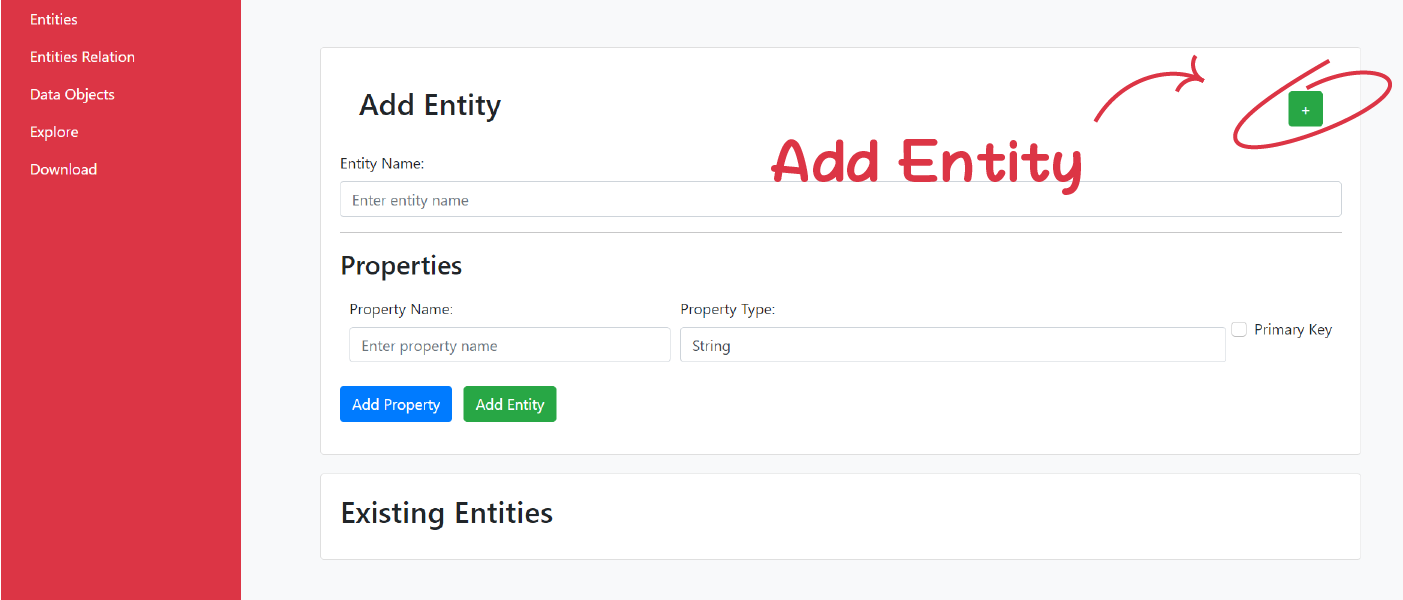 Entities
Entities Relation
Data Objects
Explore
Download
Add Entity
+
Add Entity
Entity Name:
Enter entity name
Properties
Property Name:
Property Type:
Enter property name
String
Primary Key
Add Property
Add Entity
Existing Entities